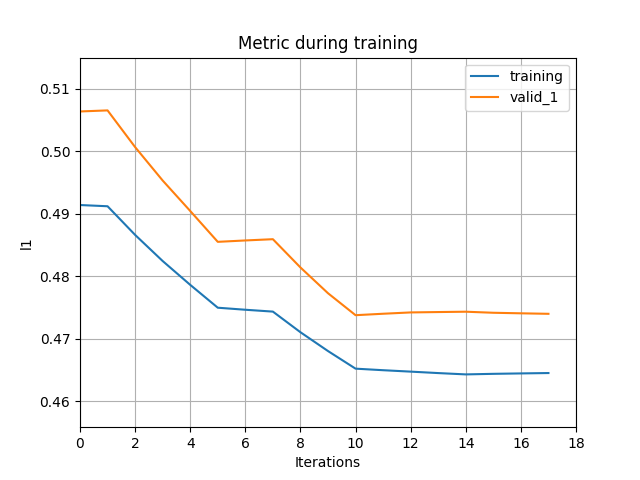 Metric during training
training
valid_1
0.51
0.50
0.49
0.48
0.47
0.46
l1
0 2 4 6 8 10 12 14 16 18
Iterations